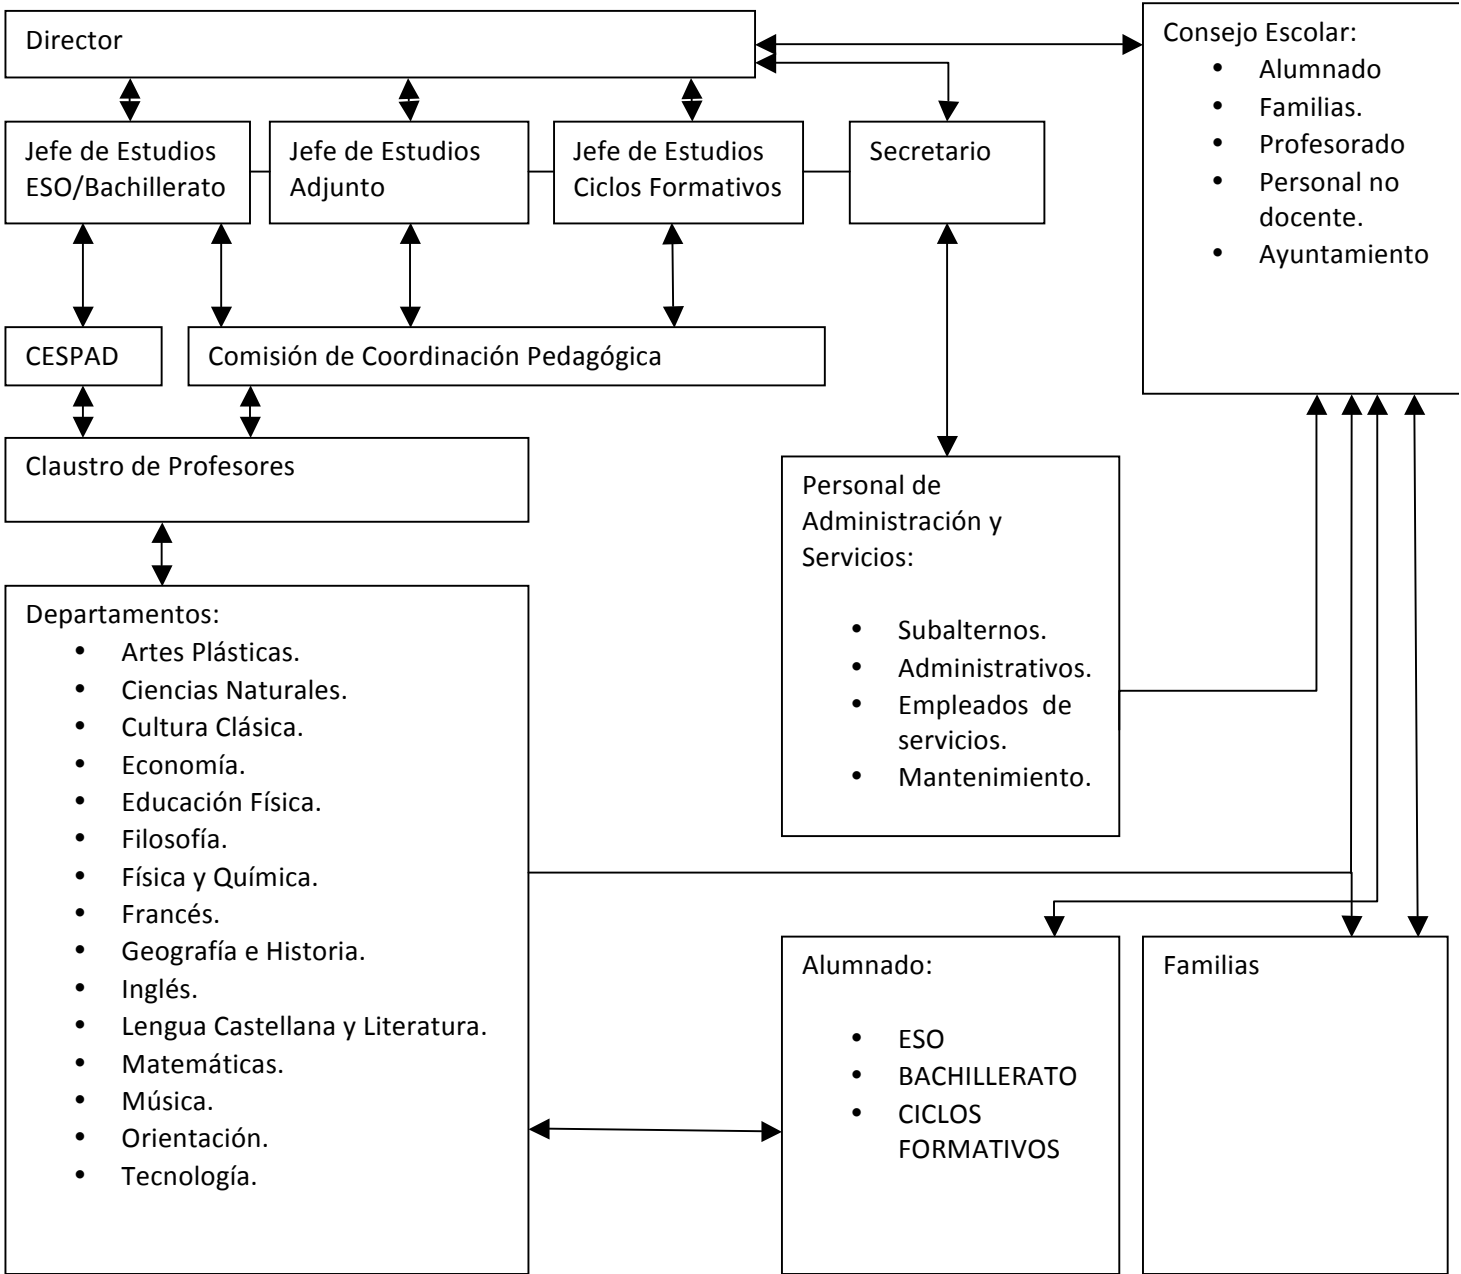 Director
Consejo Escolar:
• Alumnado
• Familias.
• Profesorado
• Personal no
docente.
• Ayuntamiento
Jefe de Estudios
ESO/Bachillerato
Jefe de Estudios
Adjunto
Jefe de Estudios
Ciclos Formativos
Secretario
CESPAD
Comisión de Coordinación Pedagógica
Claustro de Profesores
Personal de
Administración y
Servicios:
• Subalternos.
• Administrativos.
• Empleados de
servicios.
• Mantenimiento.
Departamentos:
• Artes Plásticas.
• Ciencias Naturales.
• Cultura Clásica.
• Economía.
• Educación Física.
• Filosofía.
• Física y Química.
• Francés.
• Geografía e Historia.
• Inglés.
• Lengua Castellana y Literatura.
• Matemáticas.
• Música.
• Orientación.
• Tecnología.
Alumnado:
• ESO
• BACHILLERATO
• CICLOS
FORMATIVOS
Familias